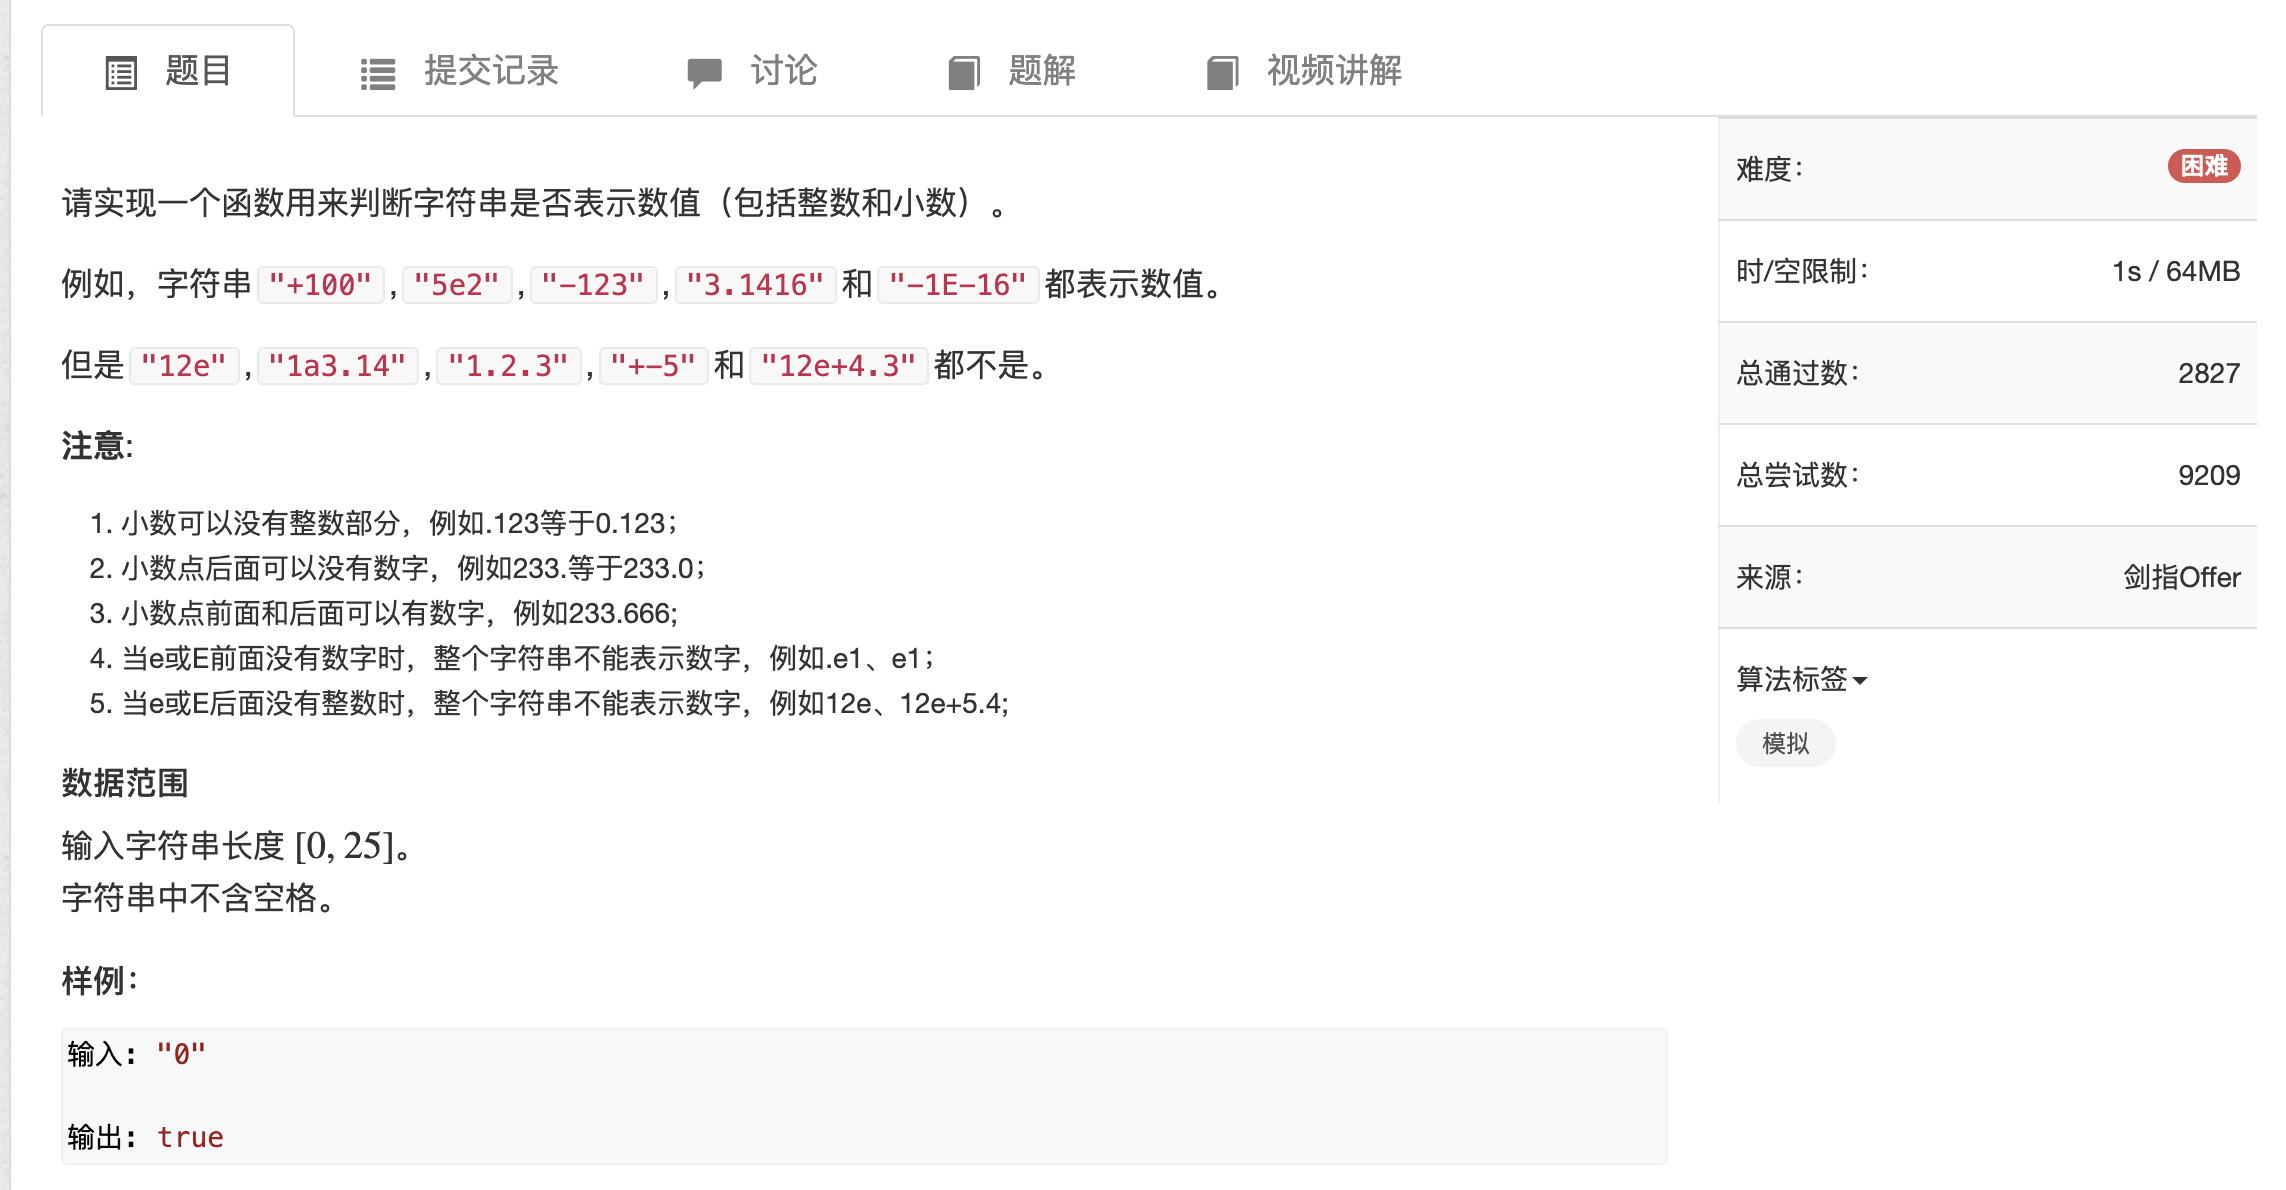 题目 提交记录 讨论 题解 视频讲解
请实现一个函数用来判断字符串是否表示数值（包括整数和小数）。
例如，字符串"+100","5e2","-123","3.1416"和"-1E-16"都表示数值。
但是"12e","1a3.14","1.2.3","+-5"和"12e+4.3"都不是。
注意:
1. 小数可以没有整数部分，例如.123等于0.123；
2. 小数点后面可以没有数字，例如233.等于233.0；
3. 小数点前面和后面可以有数字，例如233.666;
4. 当e或E前面没有数字时，整个字符串不能表示数字，例如.e1、e1；
5. 当e或E后面没有整数时，整个字符串不能表示数字，例如12e、12e+5.4;
数据范围
输入字符串长度 [0, 25]。
字符串中不含空格。
样例：
输入: "0"
输出: true
难度： 困难
时/空限制： 1s / 64MB
总通过数： 2827
总尝试数： 9209
来源： 剑指Offer
算法标签
模拟